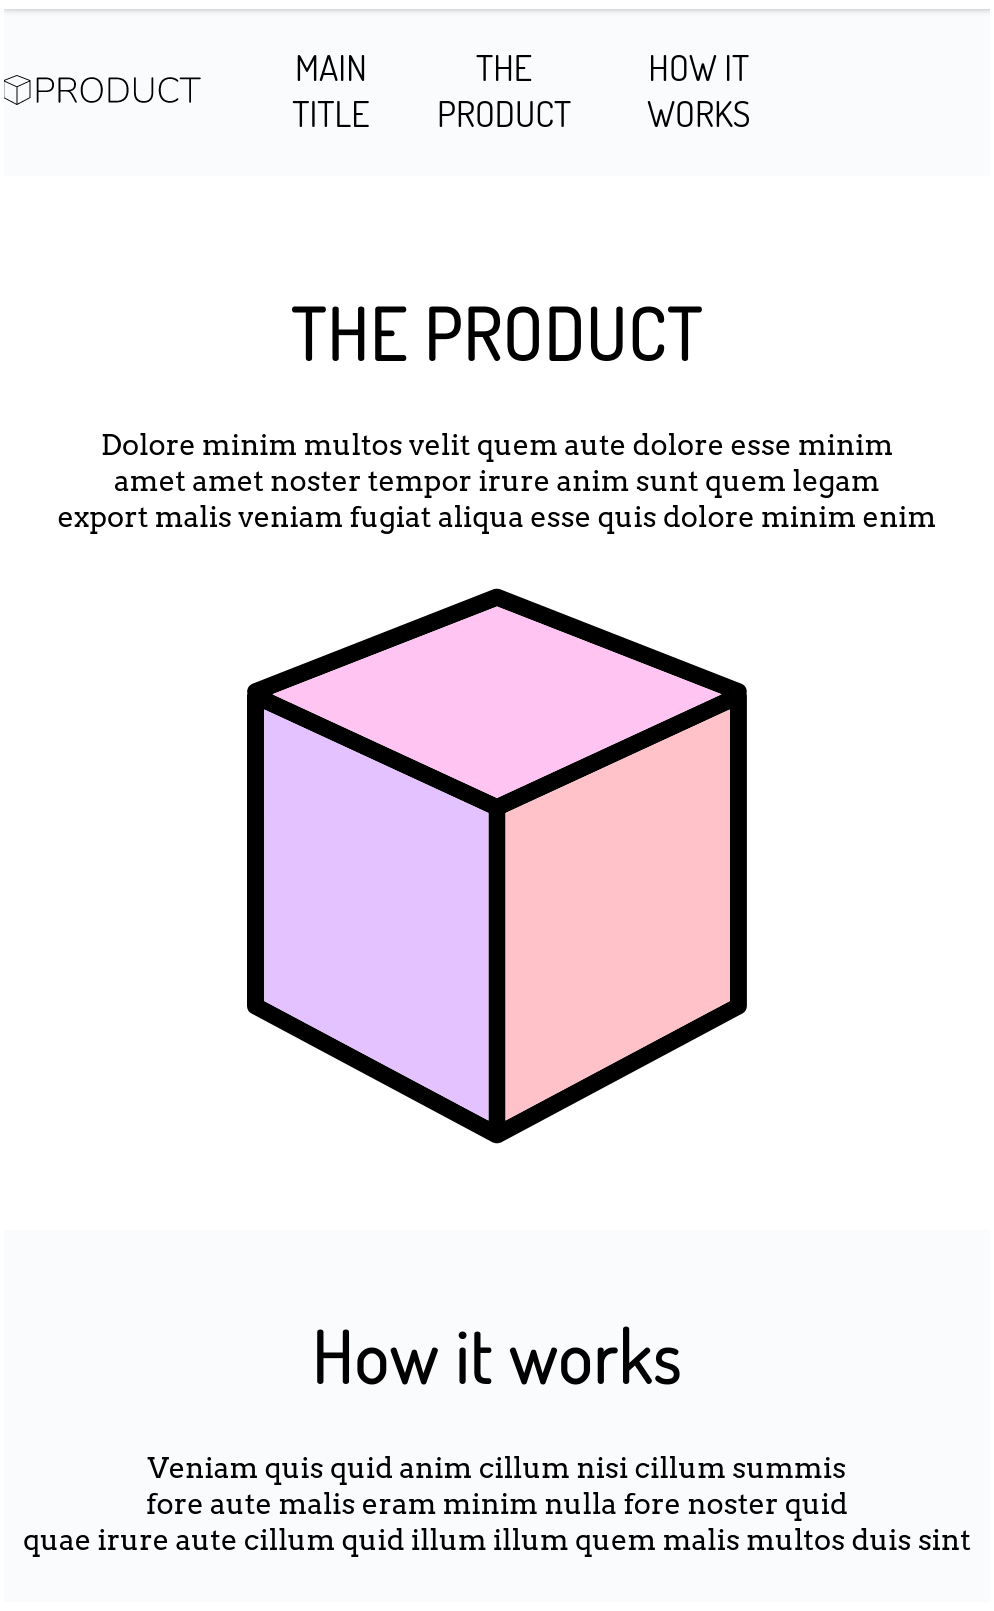 PRODUCT
MAIN TITLE
THE PRODUCT
HOW IT WORKS
THE PRODUCT
Dolore minim multos velit quem aute dolore esse minim
amet amet noster tempor irure anim sunt quem legam
export malis veniam fugiat aliqua esse quis dolore minim enim
How it works
Veniam quis quid anim cillum nisi cillum summis
fore aute malis eram minim nulla fore noster quid
quae irure aute cillum quid illum illum quem malis multos duis sint